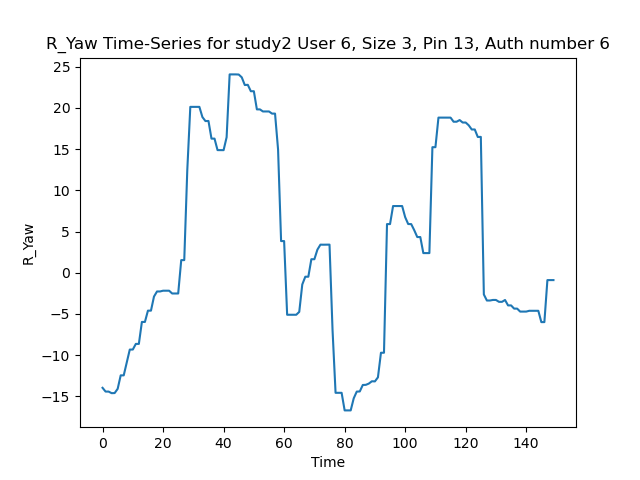 R_Yaw Time-Series for study2 User 6, Size 3, Pin 13, Auth number 6
25
20
15
10
5
0
−5
−10
−15
R_Yaw
0 20 40 60 80 100 120 140
Time